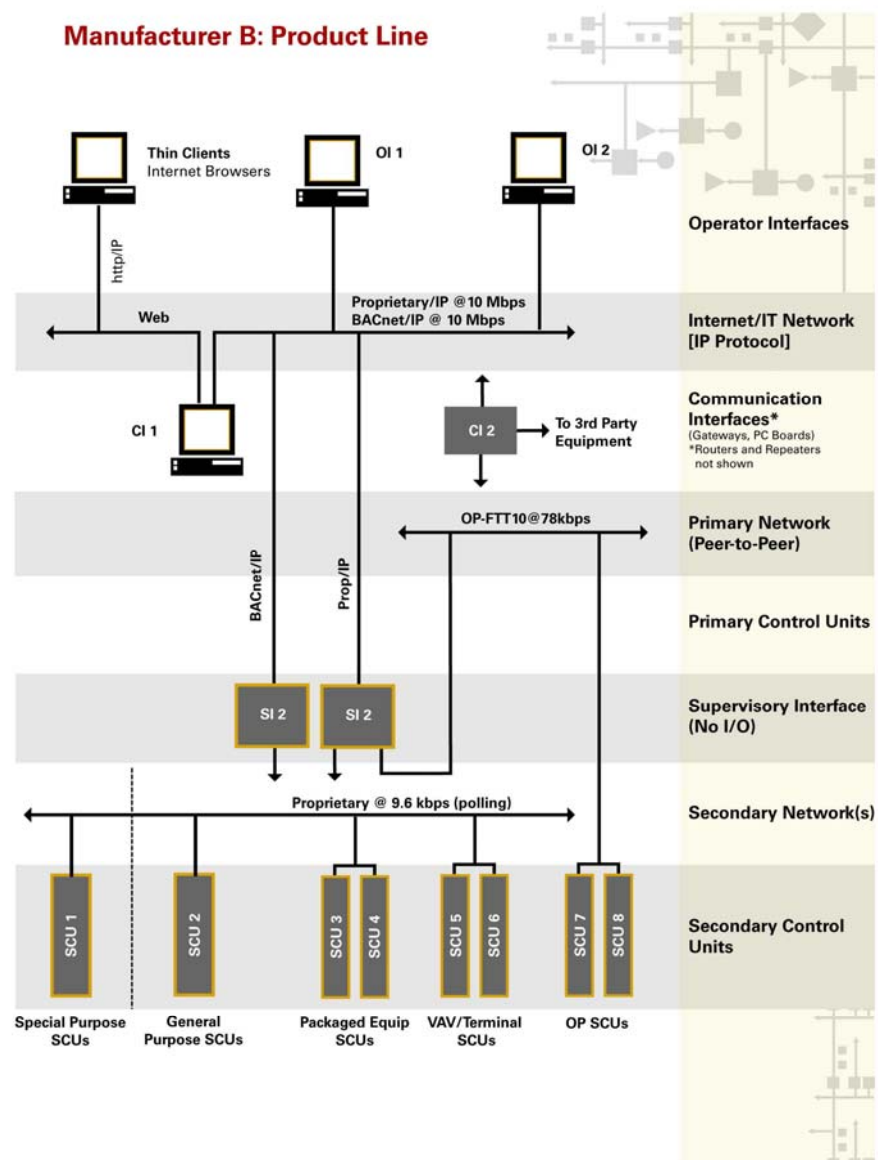 Manufacturer B: Product Line
Thin Clients
Internet Browsers
OI 1
OI 2
Operator Interfaces
http/IP
Web
Proprietary/IP @10 Mbps
BACnet/IP @ 10 Mbps
Internet/IT Network
[IP Protocol]
CI 1
CI 2
To 3rd Party
Equipment
Communication
Interfaces*
(Gateways, PC Boards)
*Routers and Repeaters
not shown
OP-FTT10@78kbps
Primary Network
(Peer-to-Peer)
BACnet/IP
Prop/IP
Primary Control Units
SI 2
SI 2
Supervisory Interface
(No I/O)
Proprietary @ 9.6 kbps (polling)
Secondary Network(s)
SCU 1
SCU 2
SCU 3
SCU 4
SCU 5
SCU 6
SCU 7
SCU 8
Secondary Control
Units
Special Purpose
SCUs
General
Purpose SCUs
Packaged Equip
SCUs
VAV/Terminal
SCUs
OP SCUs